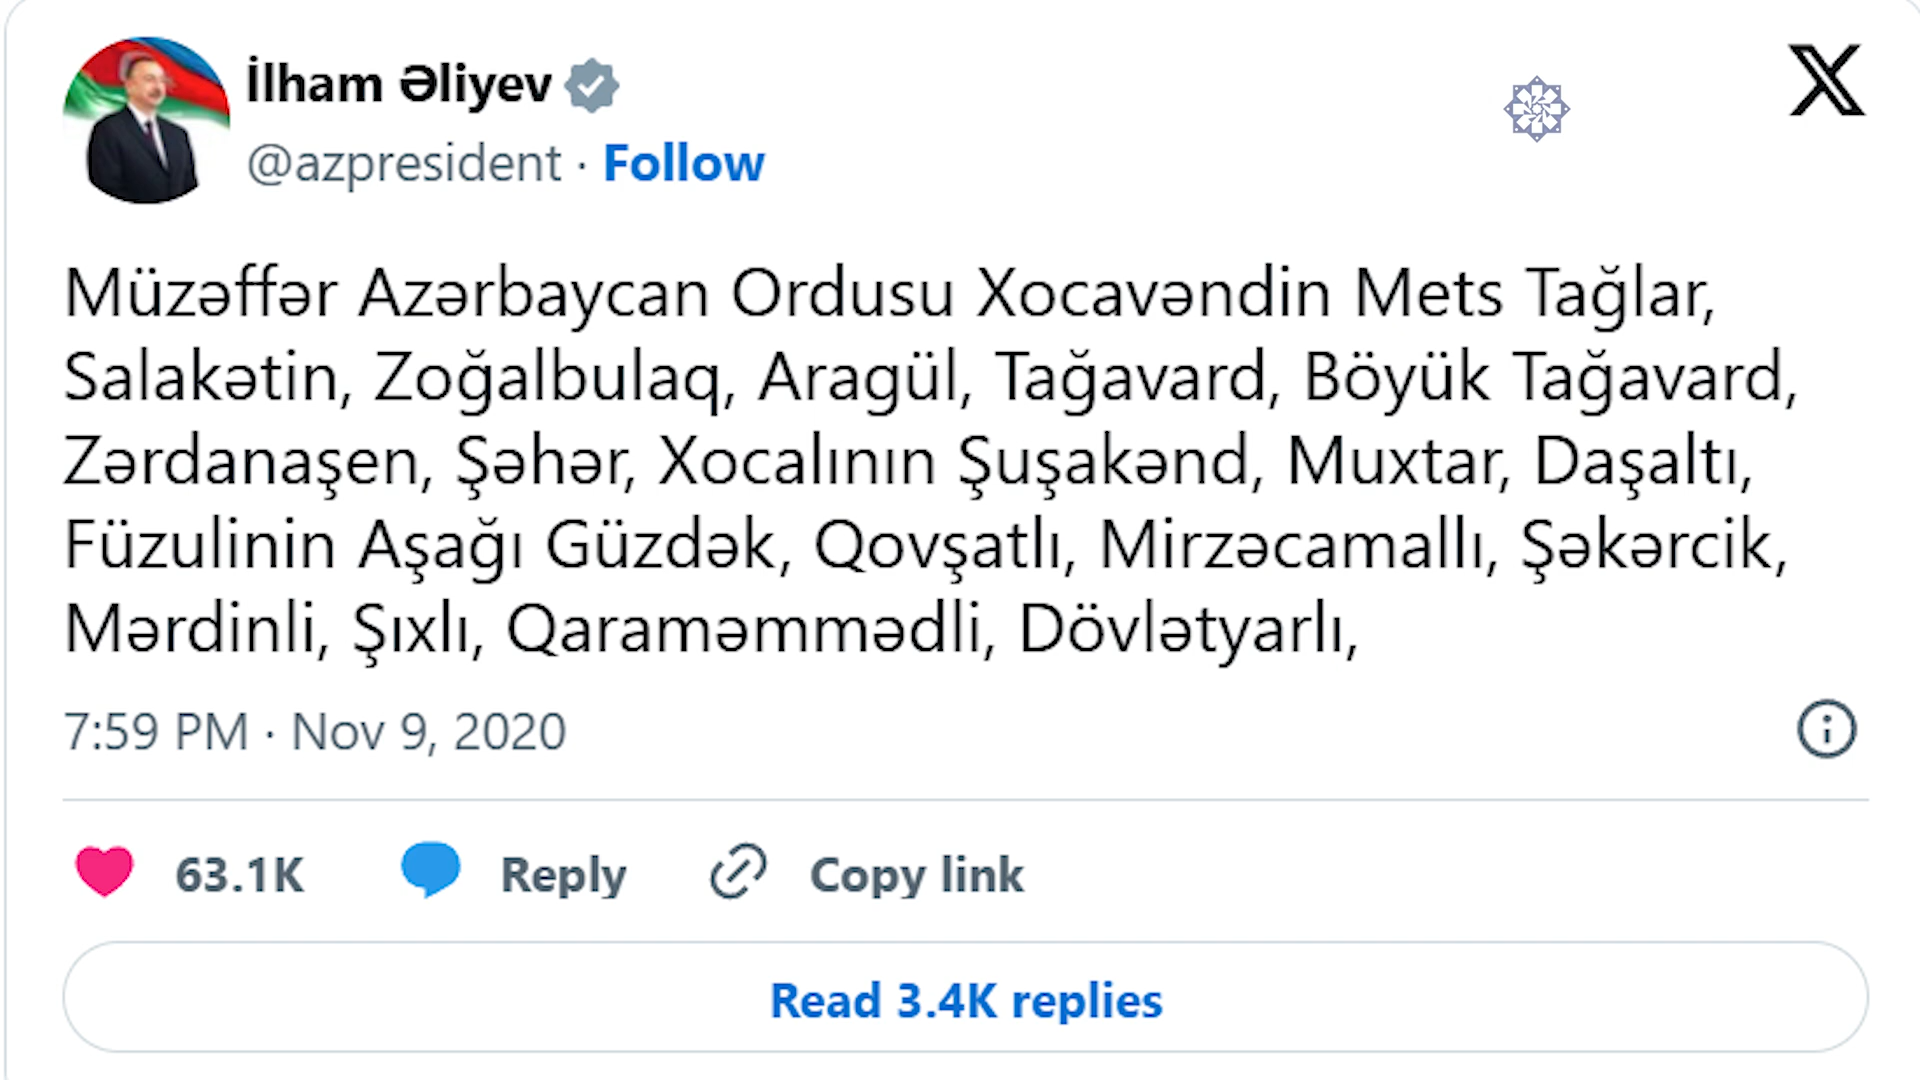 İlham Əliyev
@azpresident · Follow
Müzəffər Azərbaycan Ordusu Xocavəndin Mets Tağlar,
Salakətin, Zoğalbulaq, Aragül, Tağavard, Böyük Tağavard,
Zərdanaşen, Şəhər, Xocalının Şuşakənd, Muxtar, Daşaltı,
Füzulinin Aşağı Güzdək, Qovşatlı, Mirzəcamallı, Şəkərcik,
Mərdinli, Şıxlı, Qaraməmmədli, Dövlətyarlı,
7:59 PM · Nov 9, 2020
63.1K Reply Copy link
Read 3.4K replies